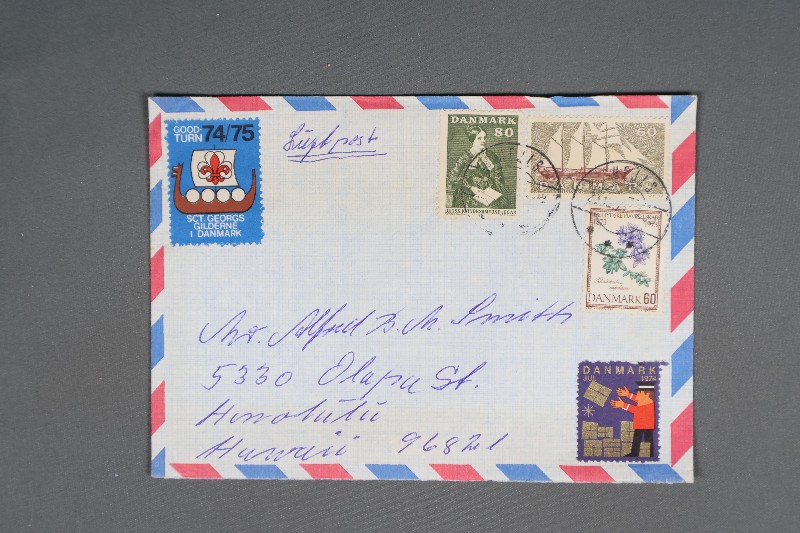 GOOD-
TURN 74/75
SCT. GEORGS
GILDERNE
I DANMARK
Luftpost
DANMARK
80
60
DANMARK
DANMARK 60
DANMARK
JUL 1974
Mr. Alfred B. M. Smith
5330 Olapa St.
Honolulu
Hawaii 96821